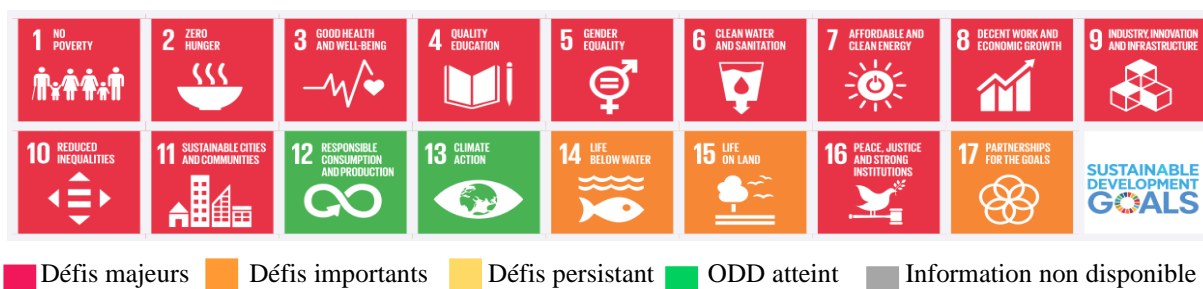 1 NO POVERTY
2 ZERO HUNGER
3 GOOD HEALTH AND WELL-BEING
4 QUALITY EDUCATION
5 GENDER EQUALITY
6 CLEAN WATER AND SANITATION
7 AFFORDABLE AND CLEAN ENERGY
8 DECENT WORK AND ECONOMIC GROWTH
9 INDUSTRY, INNOVATION AND INFRASTRUCTURE
10 REDUCED INEQUALITIES
11 SUSTAINABLE CITIES AND COMMUNITIES
12 RESPONSIBLE CONSUMPTION AND PRODUCTION
13 CLIMATE ACTION
14 LIFE BELOW WATER
15 LIFE ON LAND
16 PEACE, JUSTICE AND STRONG INSTITUTIONS
17 PARTNERSHIPS FOR THE GOALS
SUSTAINABLE
DEVELOPMENT
GOALS
Défis majeurs Défis importants Défis persistant ODD atteint Information non disponible